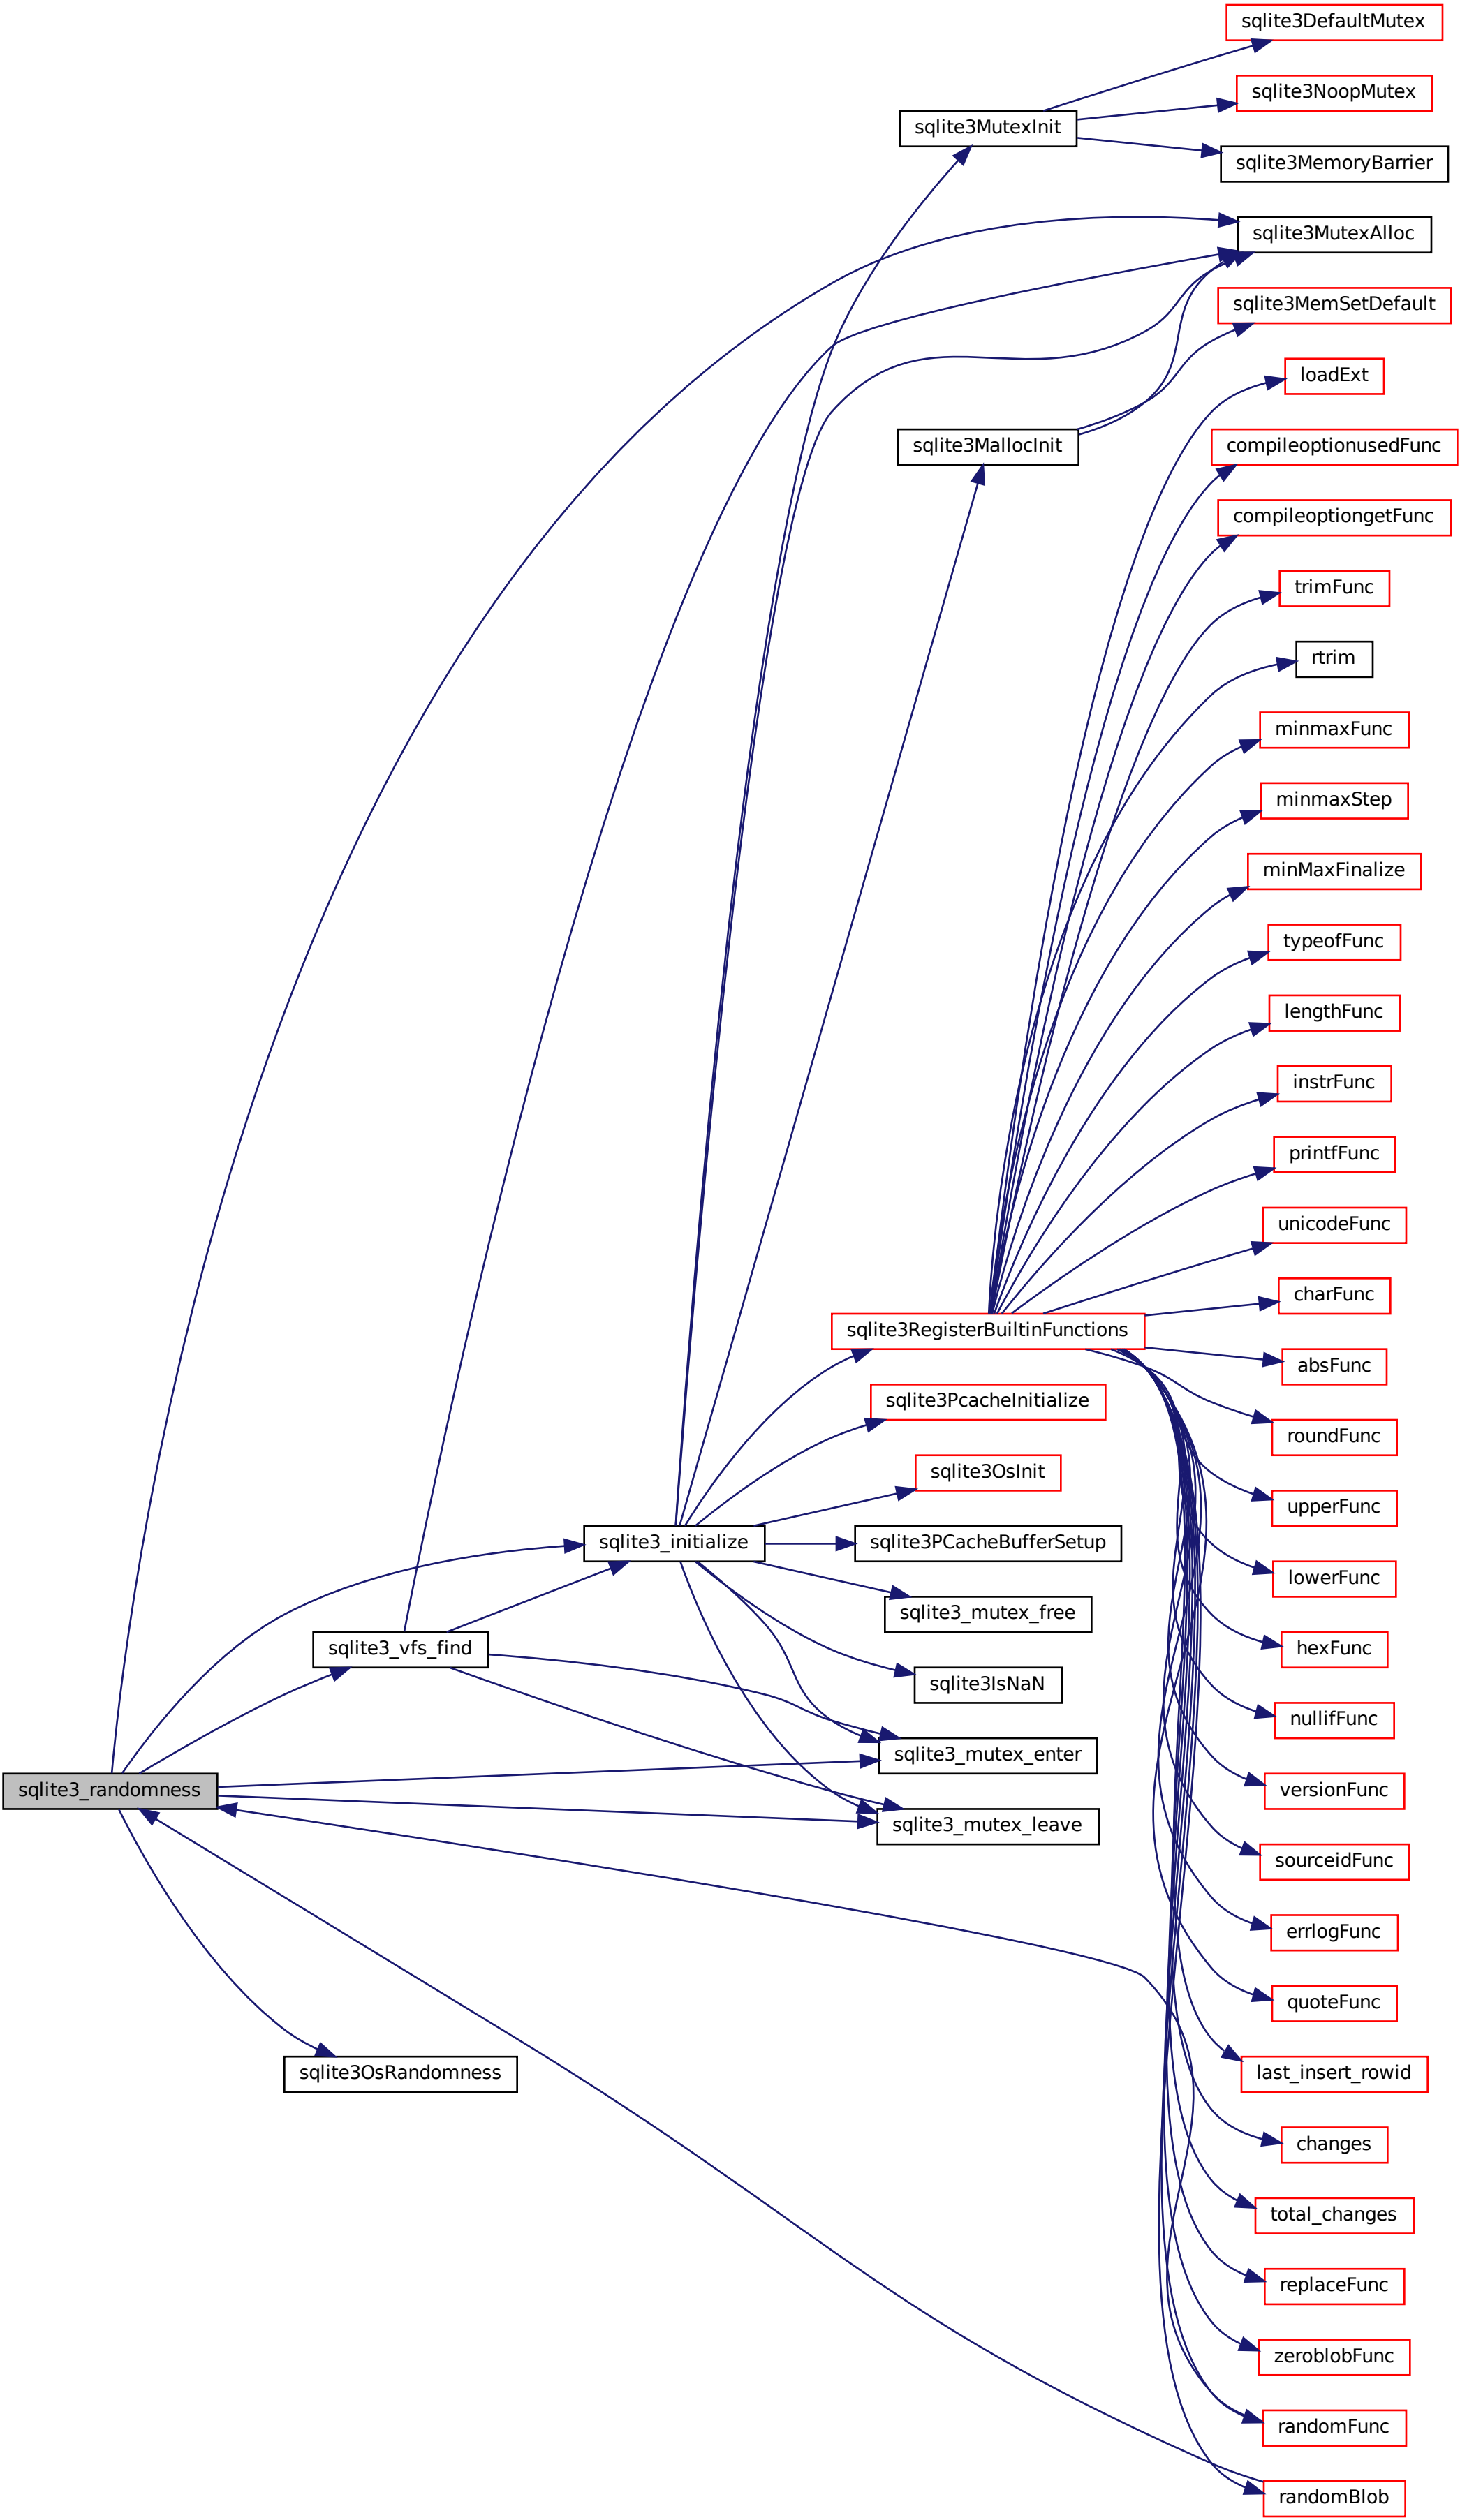 sqlite3DefaultMutex
sqlite3NoopMutex
sqlite3MutexInit
sqlite3MemoryBarrier
sqlite3MutexAlloc
sqlite3MemSetDefault
loadExt
sqlite3MallocInit
compileoptionusedFunc
compileoptiongetFunc
trimFunc
rtrim
minmaxFunc
minmaxStep
minMaxFinalize
typeofFunc
lengthFunc
instrFunc
printfFunc
unicodeFunc
charFunc
sqlite3RegisterBuiltinFunctions
absFunc
sqlite3PcacheInitialize
roundFunc
sqlite3OsInit
upperFunc
sqlite3_initialize
sqlite3PCacheBufferSetup
lowerFunc
sqlite3_mutex_free
hexFunc
sqlite3_vfs_find
sqlite3IsNaN
nullifFunc
sqlite3_mutex_enter
sqlite3_randomness
versionFunc
sqlite3_mutex_leave
sourceidFunc
errlogFunc
quoteFunc
sqlite3OsRandomness
last_insert_rowid
changes
total_changes
replaceFunc
zeroblobFunc
randomFunc
randomBlob